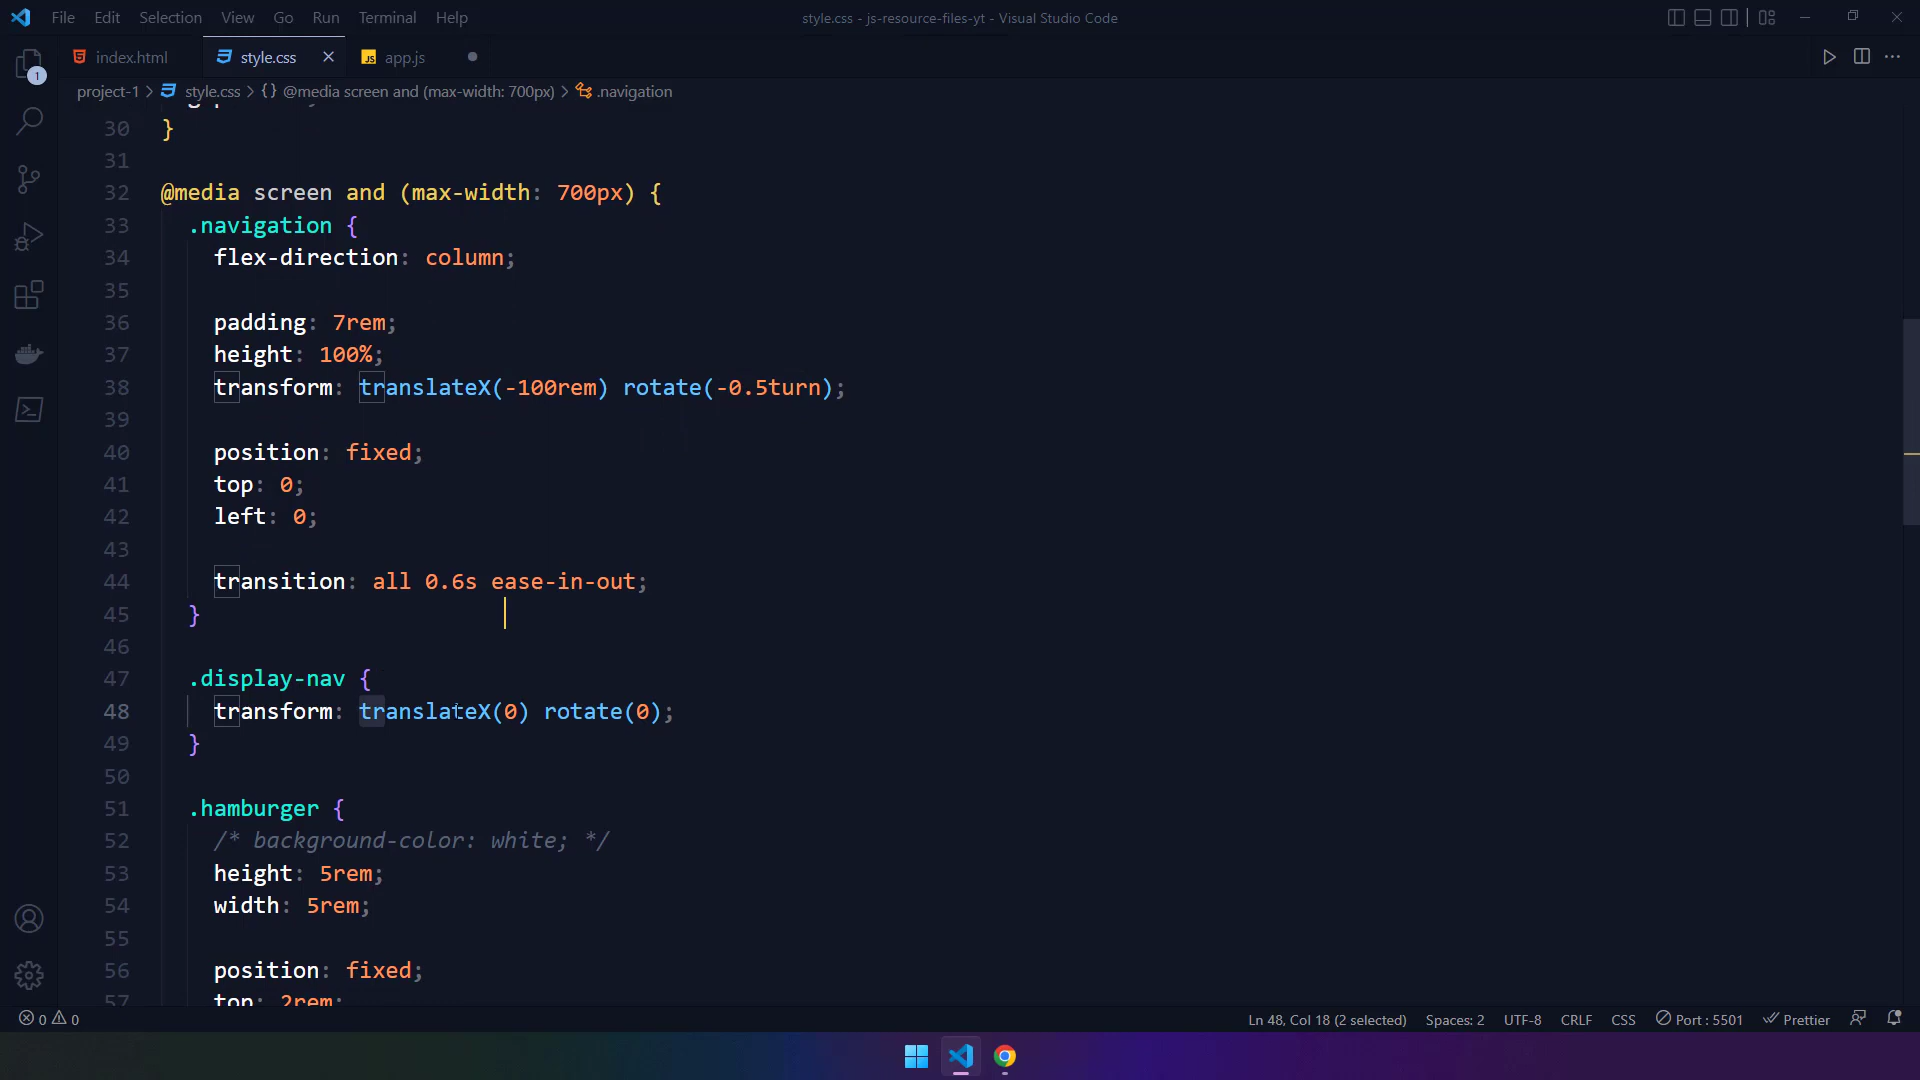 File Edit Selection View Go Run Terminal Help
style.css - js-resource-files-yt - Visual Studio Code
index.html
style.css
JS app.js
1
project-1 > style.css > {} @media screen and (max-width: 700px) > .navigation
30 }
31
32 @media screen and (max-width: 700px) {
33 .navigation {
34 flex-direction: column;
35
36 padding: 7rem;
37 height: 100%;
38 transform: translateX(-100rem) rotate(-0.5turn);
39
40 position: fixed;
41 top: 0;
42 left: 0;
43
44 transition: all 0.6s ease-in-out;
45 }
46
47 .display-nav {
48 transform: translateX(0) rotate(0);
49 }
50
51 .hamburger {
52 /* background-color: white; */
53 height: 5rem;
54 width: 5rem;
55
56 position: fixed;
57 top: 2rem;
0 0
Ln 48, Col 18 (2 selected) Spaces: 2 UTF-8 CRLF CSS Port : 5501 Prettier